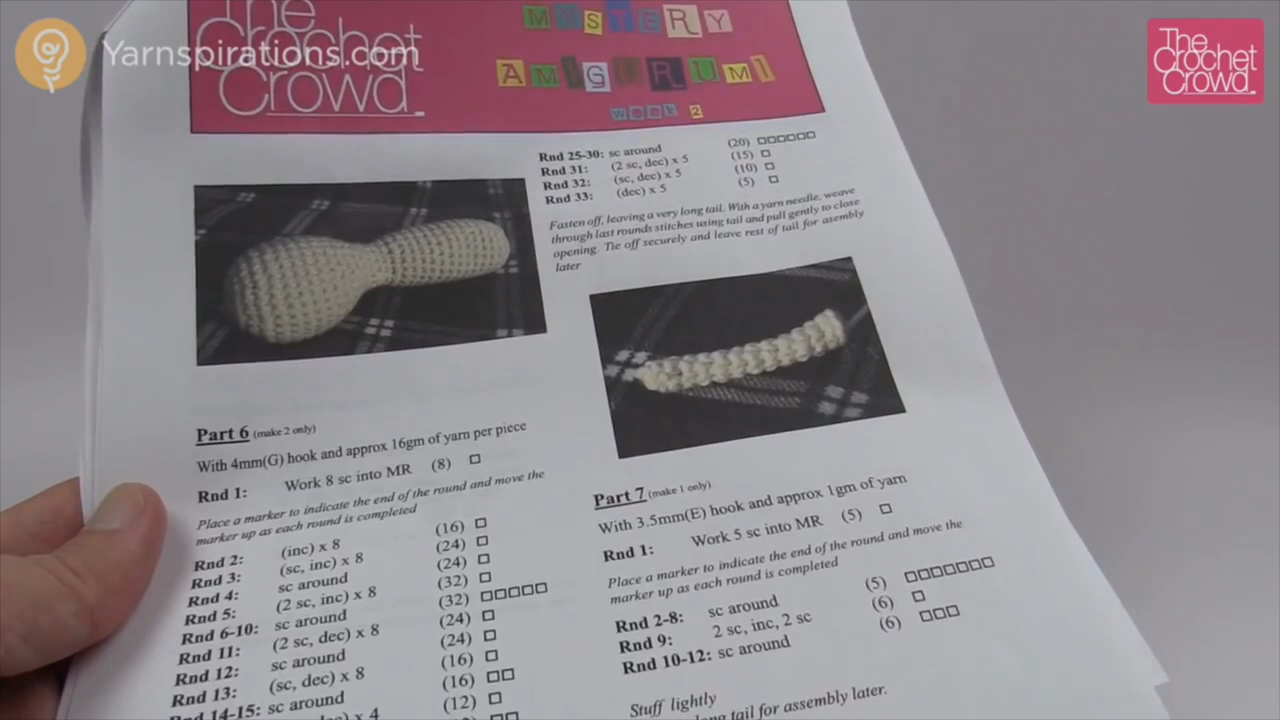 Yarnspirations.com
The
Crochet
Crowd
The
Crochet
Crowd
MYSTERY
AMIGURUMI
WEEK 2
Rnd 25-30: sc around (20) □□□□□□
Rnd 31: (2 sc, dec) x 5 (15) □
Rnd 32: (sc, dec) x 5 (10) □
Rnd 33: (dec) x 5 (5) □
Fasten off, leaving a very long tail. With a yarn needle, weave
through last rounds stitches using tail and pull gently to close
opening. Tie off securely and leave rest of tail for asembly
later
Part 6 (make 2 only)
With 4mm(G) hook and approx 16gm of yarn per piece
Rnd 1: Work 8 sc into MR (8) □
Place a marker to indicate the end of the round and move the
marker up as each round is completed
Rnd 2: (inc) x 8 (16) □
Rnd 3: (sc, inc) x 8 (24) □
Rnd 4: sc around (24) □
Rnd 5: (2 sc, inc) x 8 (32) □
Rnd 6-10: sc around (32) □□□□□
Rnd 11: (2 sc, dec) x 8 (24) □
Rnd 12: sc around (24) □
Rnd 13: (sc, dec) x 8 (16) □
Rnd 14-15: sc around (16) □□
x 4 (12) □
Part 7 (make 1 only)
With 3.5mm(E) hook and approx 1gm of yarn
Rnd 1: Work 5 sc into MR (5) □
Place a marker to indicate the end of the round and move the
marker up as each round is completed
Rnd 2-8: sc around (5) □□□□□□□
Rnd 9: 2 sc, inc, 2 sc (6) □
Rnd 10-12: sc around (6) □□□
Stuff lightly
tail for assembly later.